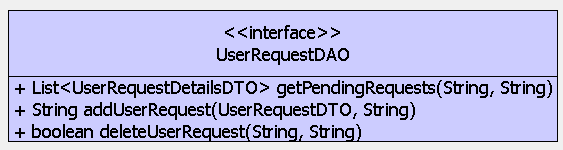 <<interface>>
UserRequestDAO
+ List<UserRequestDetailsDTO> getPendingRequests(String, String)
+ String addUserRequest(UserRequestDTO, String)
+ boolean deleteUserRequest(String, String)